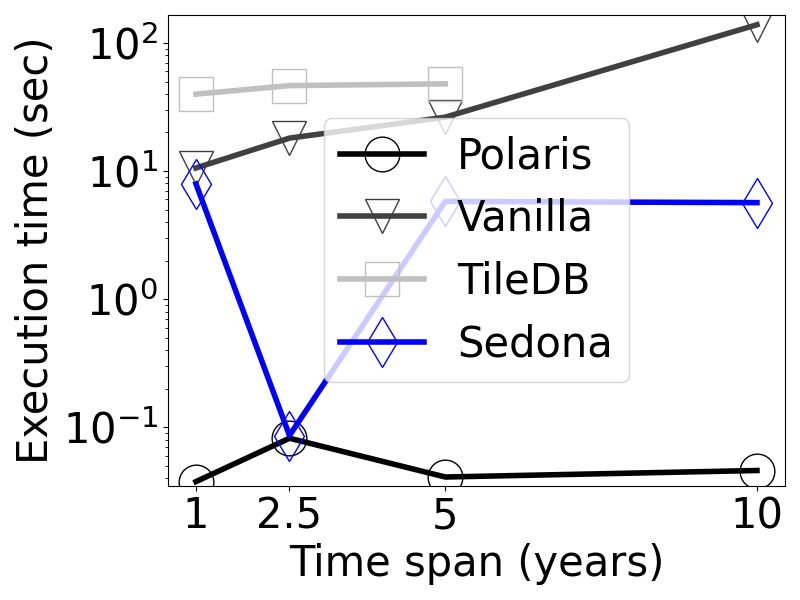 Execution time (sec)
10²
10¹
10⁰
10⁻¹
Polaris
Vanilla
TileDB
Sedona
1 2.5 5 10
Time span (years)